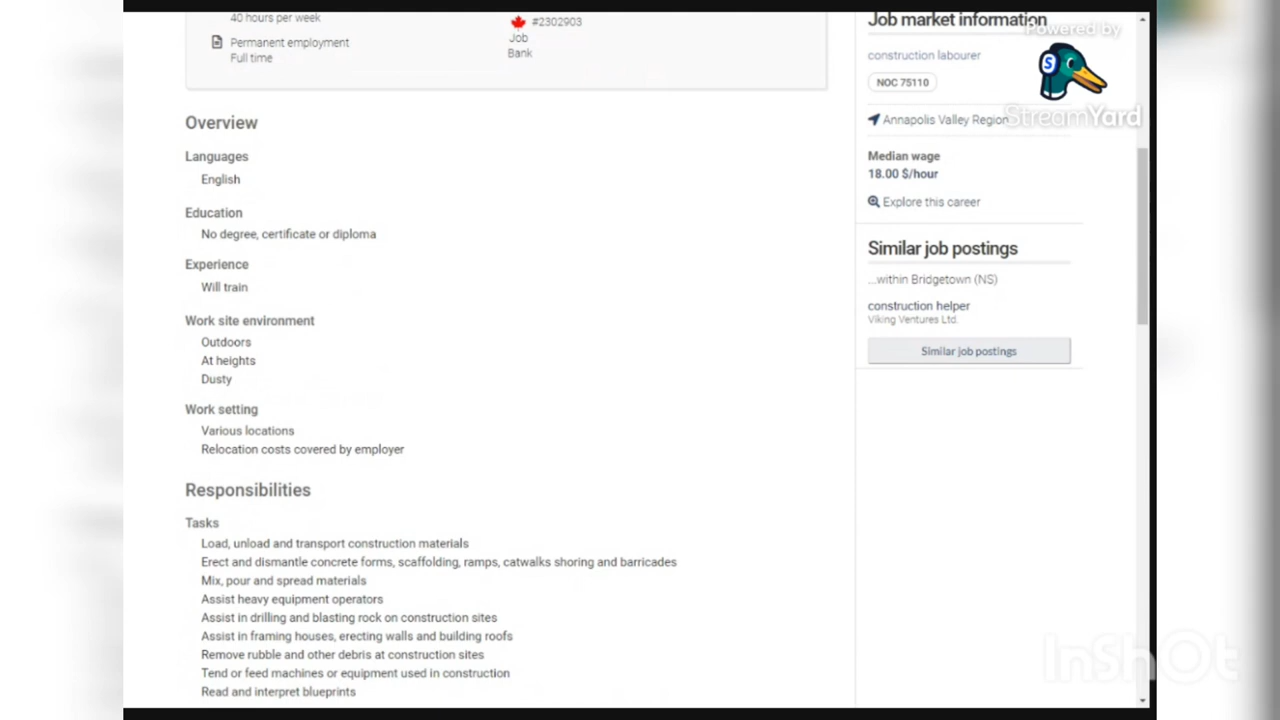 40 hours per week
Permanent employment
Full time
#2302903
Job
Bank
Overview
Languages
English
Education
No degree, certificate or diploma
Experience
Will train
Work site environment
Outdoors
At heights
Dusty
Work setting
Various locations
Relocation costs covered by employer
Responsibilities
Tasks
Load, unload and transport construction materials
Erect and dismantle concrete forms, scaffolding, ramps, catwalks shoring and barricades
Mix, pour and spread materials
Assist heavy equipment operators
Assist in drilling and blasting rock on construction sites
Assist in framing houses, erecting walls and building roofs
Remove rubble and other debris at construction sites
Tend or feed machines or equipment used in construction
Read and interpret blueprints
Job market information
construction labourer
NOC 75110
Annapolis Valley Region
Median wage
18.00 $/hour
Explore this career
Similar job postings
...within Bridgetown (NS)
construction helper
Viking Ventures Ltd.
Similar job postings
Powered by
S
StreamYard
InShOt